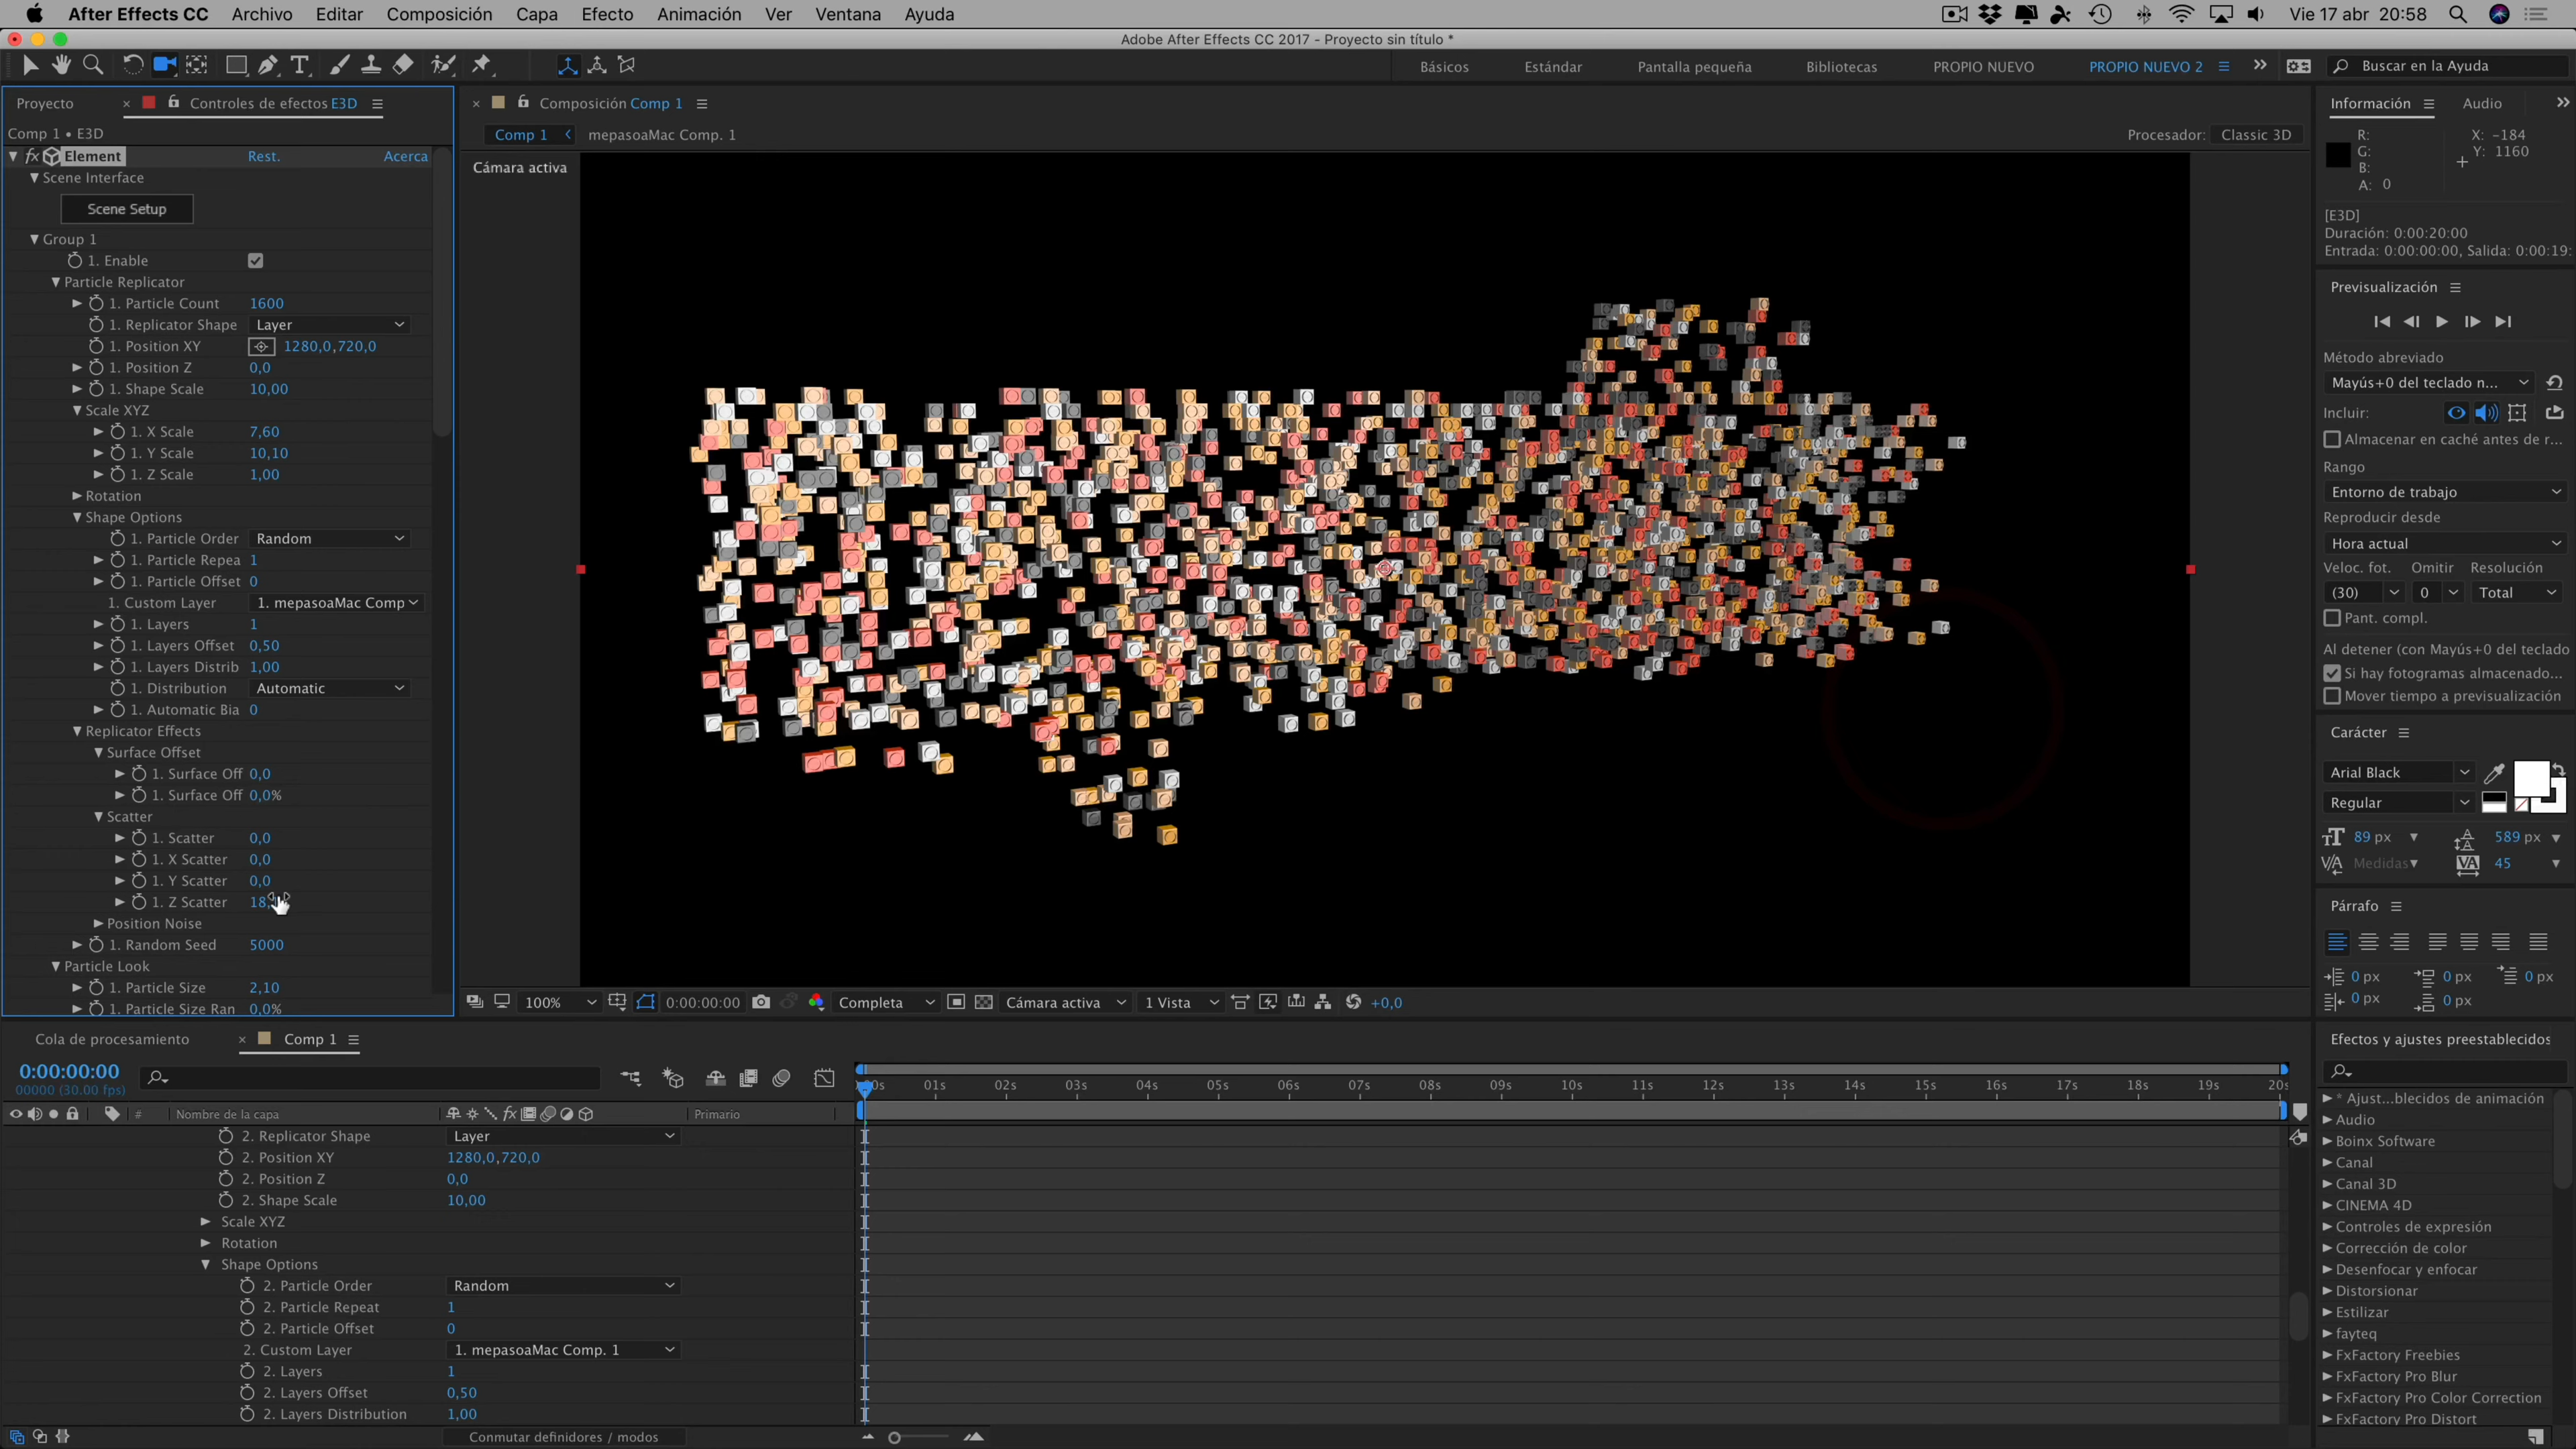 After Effects CC Archivo Editar Composición Capa Efecto Animación Ver Ventana Ayuda Vie 17 abr 20:58
Adobe After Effects CC 2017 - Proyecto sin título *
Básicos Estándar Pantalla pequeña Bibliotecas PROPIO NUEVO PROPIO NUEVO 2 Buscar en la Ayuda
Proyecto Controles de efectos E3D
Comp 1 • E3D
fx Element Rest. Acerca
Scene Interface
Scene Setup
Group 1
1. Enable
Particle Replicator
1. Particle Count 1600
1. Replicator Shape Layer
1. Position XY 1280,0,720,0
1. Position Z 0,0
1. Shape Scale 10,00
Scale XYZ
1. X Scale 7,60
1. Y Scale 10,10
1. Z Scale 1,00
Rotation
Shape Options
1. Particle Order Random
1. Particle Repea 1
1. Particle Offset 0
1. Custom Layer 1. mepasoaMac Comp
1. Layers 1
1. Layers Offset 0,50
1. Layers Distrib 1,00
1. Distribution Automatic
1. Automatic Bia 0
Replicator Effects
Surface Offset
1. Surface Off 0,0
1. Surface Off 0,0%
Scatter
1. Scatter 0,0
1. X Scatter 0,0
1. Y Scatter 0,0
1. Z Scatter
Position Noise
1. Random Seed 5000
Particle Look
1. Particle Size 2,10
1. Particle Size Ran 0,0%
Composición Comp 1
Comp 1 mepasoaMac Comp. 1 Procesador: Classic 3D
Cámara activa
100% 0:00:00:00 Completa Cámara activa 1 Vista +0,0
Información Audio
R: X: -184
G: Y: 1160
B:
A: 0
[E3D]
Duración: 0:00:20:00
Entrada: 0:00:00:00, Salida: 0:00:19:
Previsualización
Método abreviado
Mayús+0 del teclado n...
Incluir:
Almacenar en caché antes de r...
Rango
Entorno de trabajo
Reproducir desde
Hora actual
Veloc. fot. Omitir Resolución
(30) 0 Total
Pant. compl.
Al detener (con Mayús+0 del teclado
Si hay fotogramas almacenado...
Mover tiempo a previsualización
Carácter
Arial Black
Regular
89 px 589 px
Medidas 45
Párrafo
0 px 0 px 0 px
0 px 0 px
Cola de procesamiento Comp 1
0:00:00:00
00000 (30.00 fps)
01s 02s 03s 04s 05s 06s 07s 08s 09s 10s 11s 12s 13s 14s 15s 16s 17s 18s 19s 20s
# Nombre de la capa fx Primario
2. Replicator Shape Layer
2. Position XY 1280,0,720,0
2. Position Z 0,0
2. Shape Scale 10,00
Scale XYZ
Rotation
Shape Options
2. Particle Order Random
2. Particle Repeat 1
2. Particle Offset 0
2. Custom Layer 1. mepasoaMac Comp. 1
2. Layers 1
2. Layers Offset 0,50
2. Layers Distribution 1,00
Conmutar definidores / modos
Efectos y ajustes preestablecidos
* Ajust...blecidos de animación
Audio
Boinx Software
Canal
Canal 3D
CINEMA 4D
Controles de expresión
Corrección de color
Desenfocar y enfocar
Distorsionar
Estilizar
fayteq
FxFactory Freebies
FxFactory Pro Blur
FxFactory Pro Color Correction
FxFactory Pro Distort